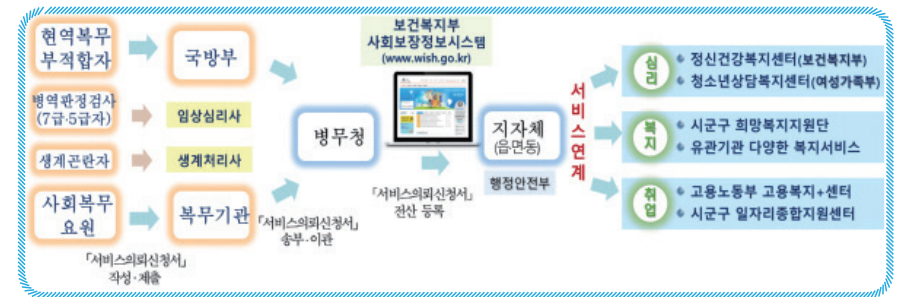 현역복무
부적합자
국방부
병역판정검사
(7급·5급자)
임상심리사
생계곤란자
생계처리사
사회복무
요원
복무기관
「서비스의뢰신청서」
작성·제출
「서비스의뢰신청서」
송부·이관
병무청
보건복지부
사회보장정보시스템
(www.wish.go.kr)
「서비스의뢰신청서」
전산 등록
지자체
(읍·면·동)
행정안전부
서비스연계
심리
정신건강복지센터(보건복지부)
청소년상담복지센터(여성가족부)
복지
시군구 희망복지지원단
유관기관 다양한 복지서비스
취업
고용노동부 고용복지+센터
시군구 일자리종합지원센터